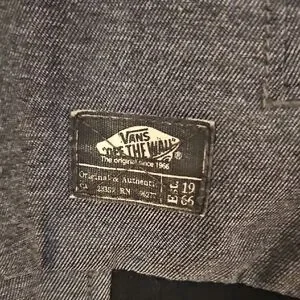 VANS
"OFF THE WALL"
The original since 1966
Original & Authentic
CA RN
EST. 19
66